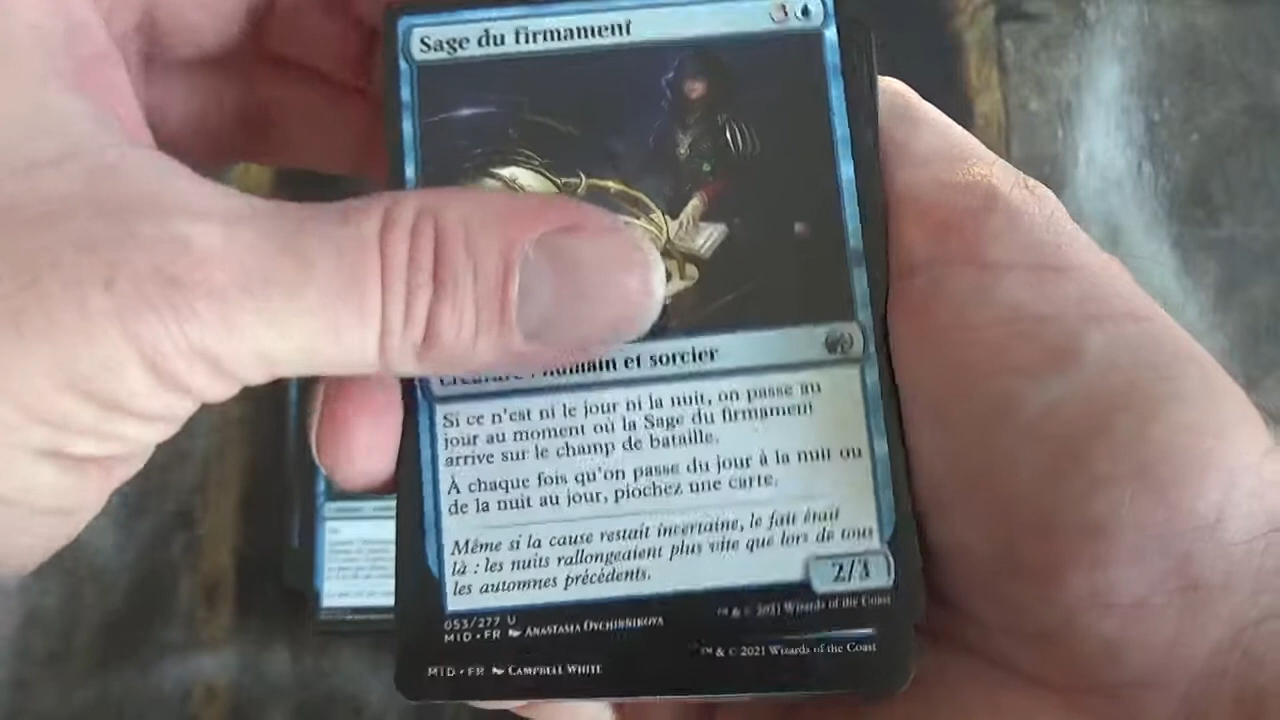 Sage du firmament 3
Créature : humain et sorcier
Si ce n'est ni le jour ni la nuit, on passe au
jour au moment où la Sage du firmament
arrive sur le champ de bataille.
À chaque fois qu'on passe du jour à la nuit ou
de la nuit au jour, piochez une carte.
Même si la cause restait incertaine, le fait était
là : les nuits rallongeaient plus vite que lors de tous
les automnes précédents.
2/3
053/277 U
MID • FR Anastasia Ovchinnikova
™ & © 2021 Wizards of the Coast
MID • FR Campbell White
™ & © 2021 Wizards of the Coast